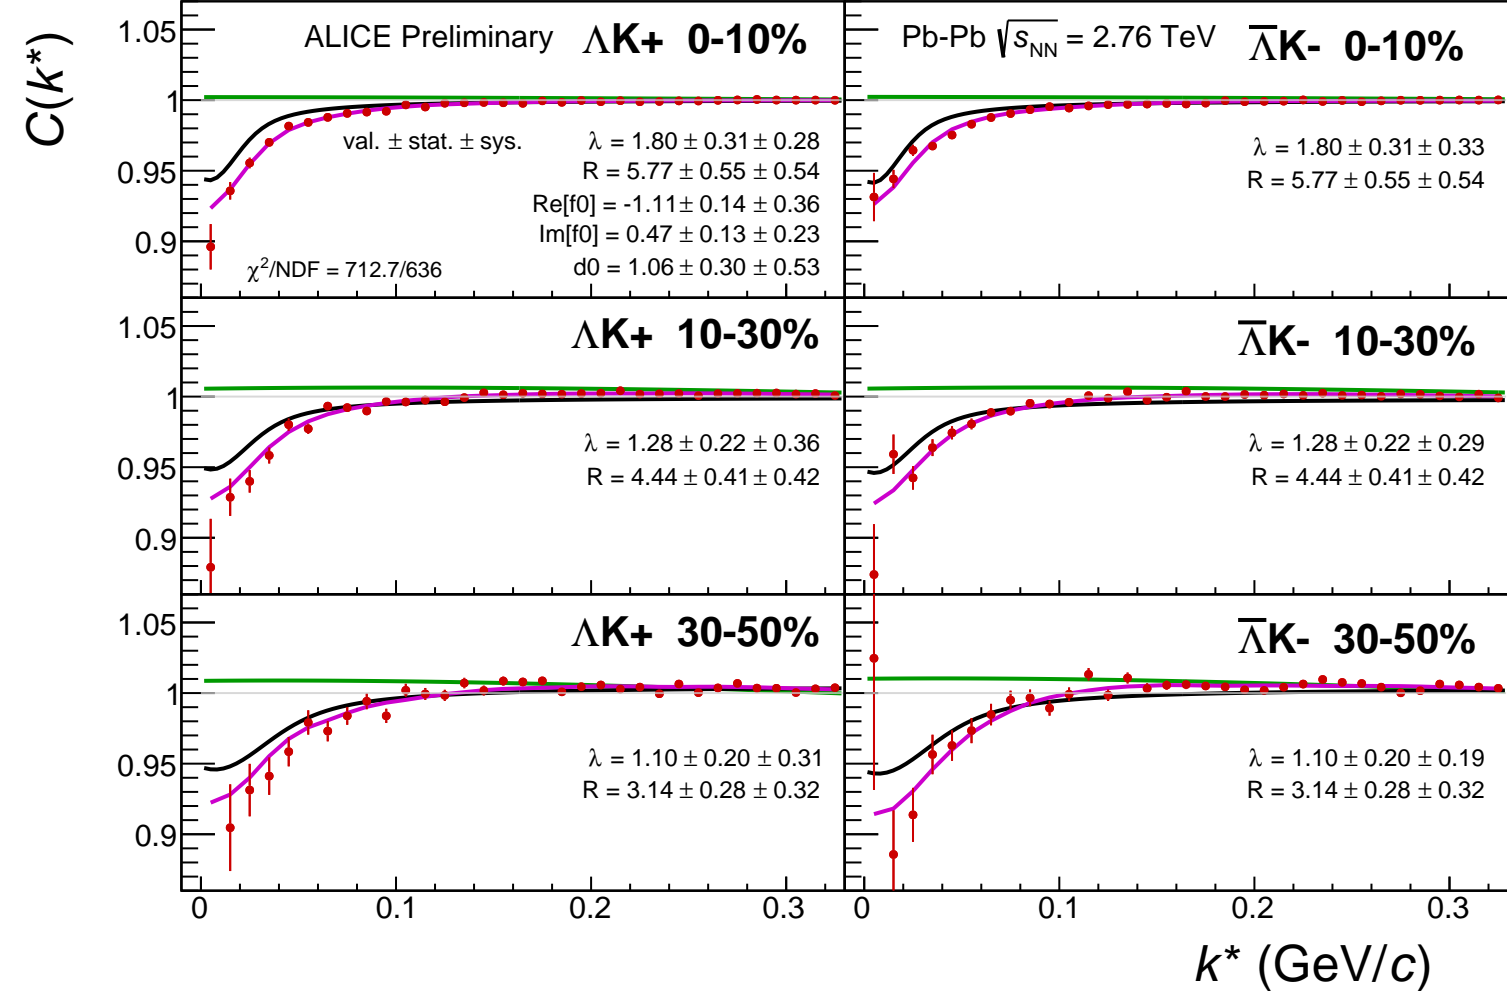 C(k*)
ALICE Preliminary ΛK+ 0-10%
val. ± stat. ± sys.
λ = 1.80 ± 0.31 ± 0.28
R = 5.77 ± 0.55 ± 0.54
Re[f0] = -1.11± 0.14 ± 0.36
Im[f0] = 0.47 ± 0.13 ± 0.23
d0 = 1.06 ± 0.30 ± 0.53
χ²/NDF = 712.7/636
1.05
1
0.95
0.9
Pb-Pb √s_NN = 2.76 TeV Λ̅K- 0-10%
λ = 1.80 ± 0.31 ± 0.33
R = 5.77 ± 0.55 ± 0.54
ΛK+ 10-30%
λ = 1.28 ± 0.22 ± 0.36
R = 4.44 ± 0.41 ± 0.42
1.05
1
0.95
0.9
Λ̅K- 10-30%
λ = 1.28 ± 0.22 ± 0.29
R = 4.44 ± 0.41 ± 0.42
ΛK+ 30-50%
λ = 1.10 ± 0.20 ± 0.31
R = 3.14 ± 0.28 ± 0.32
1.05
1
0.95
0.9
Λ̅K- 30-50%
λ = 1.10 ± 0.20 ± 0.19
R = 3.14 ± 0.28 ± 0.32
0 0.1 0.2 0.3
0 0.1 0.2 0.3
k* (GeV/c)